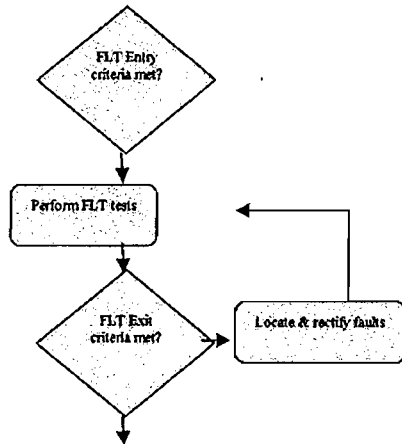 FLT Entry
criteria met?
Perform FLT tests
FLT Exit
criteria met?
Locate & rectify faults